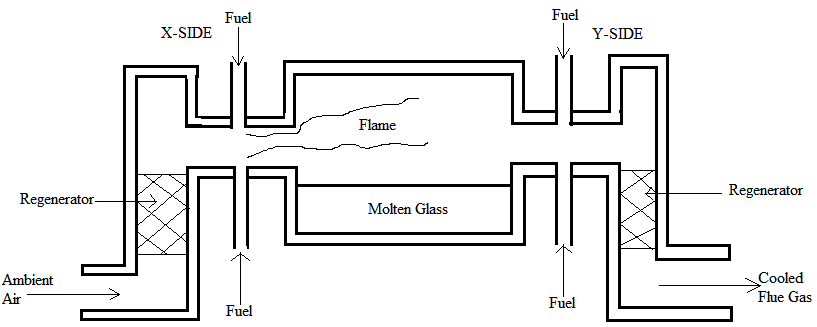 Fuel
Fuel
X-SIDE
Y-SIDE
Flame
Regenerator
Regenerator
Molten Glass
Ambient
Air
Cooled
Flue Gas
Fuel
Fuel